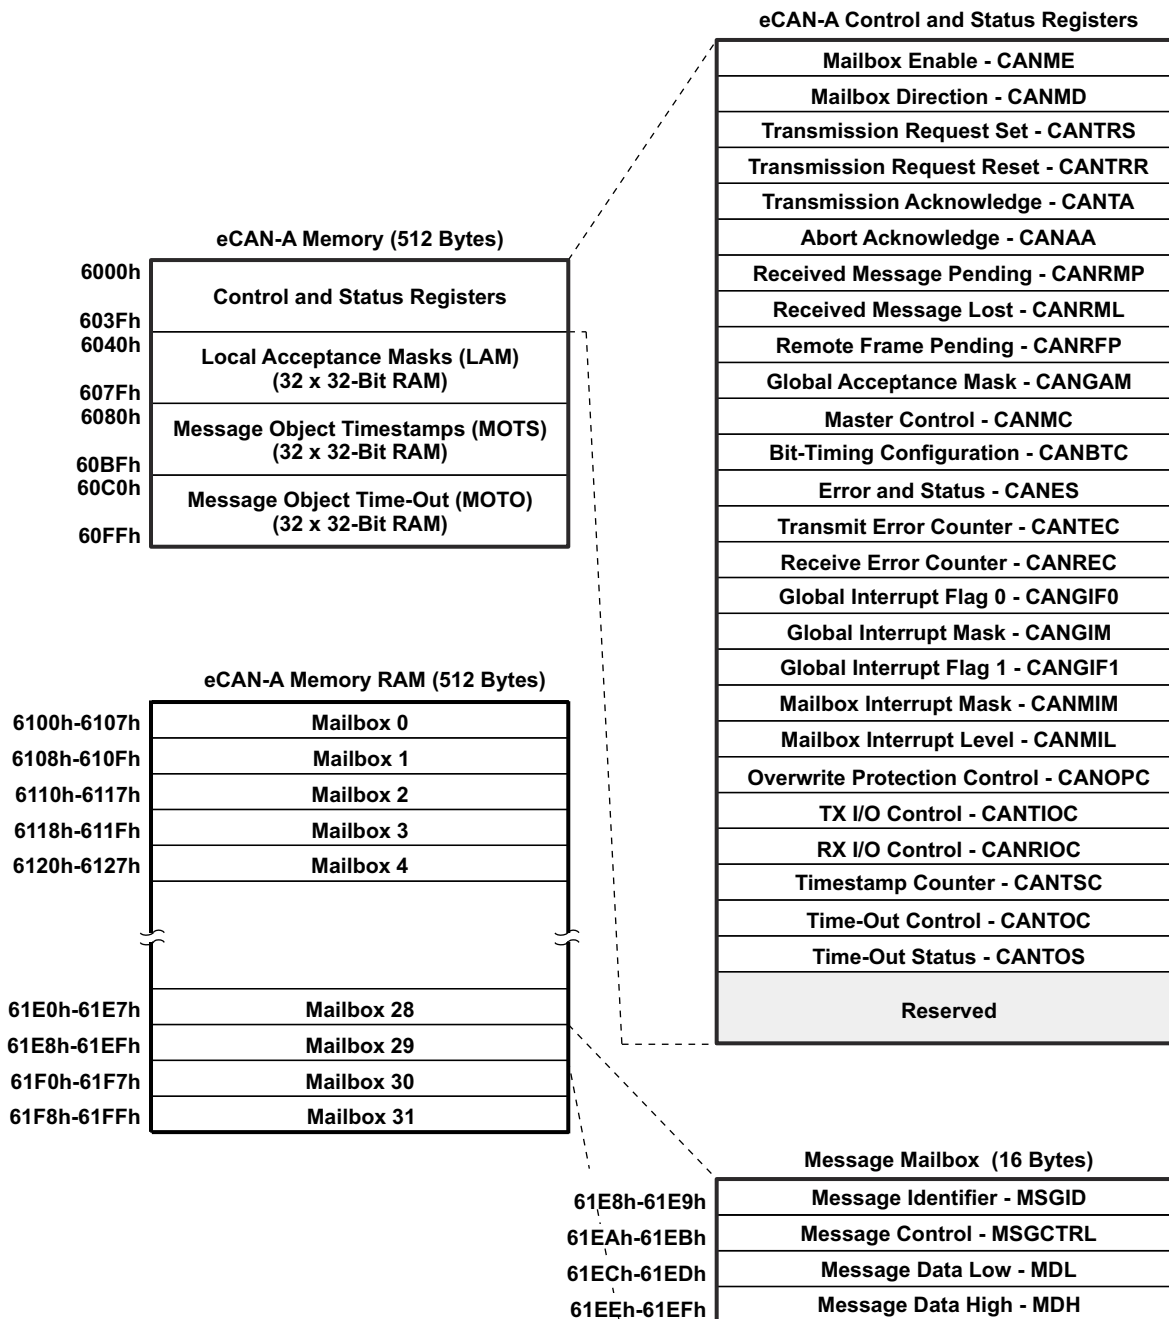 eCAN-A Control and Status Registers
Mailbox Enable - CANME
Mailbox Direction - CANMD
Transmission Request Set - CANTRS
Transmission Request Reset - CANTRR
Transmission Acknowledge - CANTA
Abort Acknowledge - CANAA
Received Message Pending - CANRMP
Received Message Lost - CANRML
Remote Frame Pending - CANRFP
Global Acceptance Mask - CANGAM
Master Control - CANMC
Bit-Timing Configuration - CANBTC
Error and Status - CANES
Transmit Error Counter - CANTEC
Receive Error Counter - CANREC
Global Interrupt Flag 0 - CANGIF0
Global Interrupt Mask - CANGIM
Global Interrupt Flag 1 - CANGIF1
Mailbox Interrupt Mask - CANMIM
Mailbox Interrupt Level - CANMIL
Overwrite Protection Control - CANOPC
TX I/O Control - CANTIOC
RX I/O Control - CANRIOC
Timestamp Counter - CANTSC
Time-Out Control - CANTOC
Time-Out Status - CANTOS
Reserved
eCAN-A Memory (512 Bytes)
6000h
Control and Status Registers
603Fh
6040h
Local Acceptance Masks (LAM)
(32 x 32-Bit RAM)
607Fh
6080h
Message Object Timestamps (MOTS)
(32 x 32-Bit RAM)
60BFh
60C0h
Message Object Time-Out (MOTO)
(32 x 32-Bit RAM)
60FFh
eCAN-A Memory RAM (512 Bytes)
6100h-6107h Mailbox 0
6108h-610Fh Mailbox 1
6110h-6117h Mailbox 2
6118h-611Fh Mailbox 3
6120h-6127h Mailbox 4
61E0h-61E7h Mailbox 28
61E8h-61EFh Mailbox 29
61F0h-61F7h Mailbox 30
61F8h-61FFh Mailbox 31
Message Mailbox (16 Bytes)
61E8h-61E9h Message Identifier - MSGID
61EAh-61EBh Message Control - MSGCTRL
61ECh-61EDh Message Data Low - MDL
61EEh-61EFh Message Data High - MDH